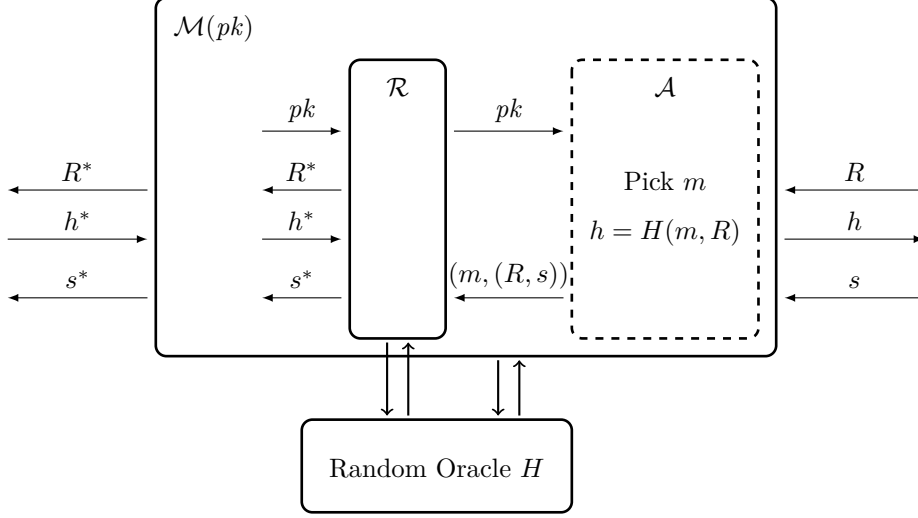 M(pk)
R
A
pk
pk
R*
R*
Pick m
R
h*
h*
h = H(m, R)
h
s*
s*
(m, (R, s))
s
Random Oracle H